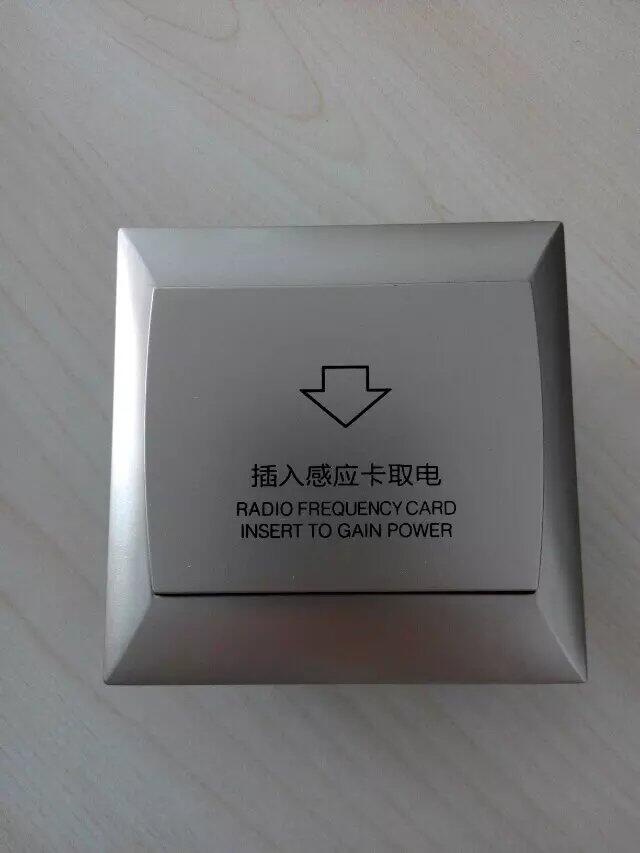 插入感应卡取电
RADIO FREQUENCY CARD
INSERT TO GAIN POWER